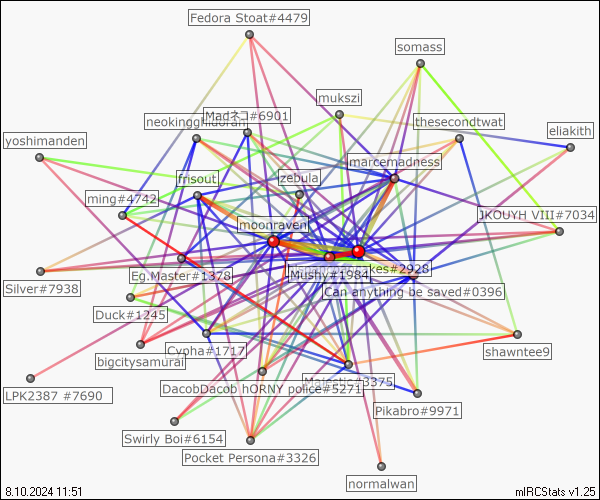 Fedora Stoat#4479
somass
mukszi
Madネコ#6901
thesecondtwat
yoshimanden
eliakith
marcemadness
frisout
zebula
ming#4742
JKOUYH VIII#7034
moonraven
Eg.Master#1378
Mushy#1984
kes#2928
Silver#7938
Can anything be saved#0396
Duck#1245
Cypha#1717
shawntee9
bigcitysamurai
Majestic#3375
LPK2387 #7690
DacobDacob hORNY police#5271
Pikabro#9971
Swirly Boi#6154
Pocket Persona#3326
normalwan
8.10.2024 11:51
mIRCStats v1.25